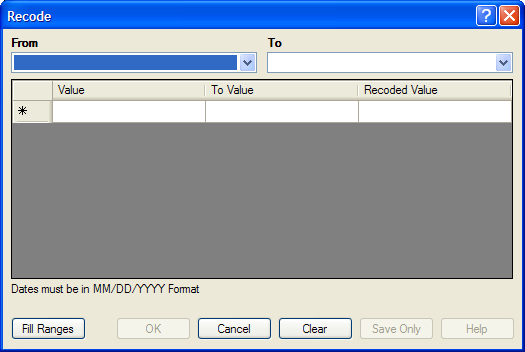 Recode
From To
Value To Value Recoded Value
*
Dates must be in MM/DD/YYYY Format
Fill Ranges OK Cancel Clear Save Only Help